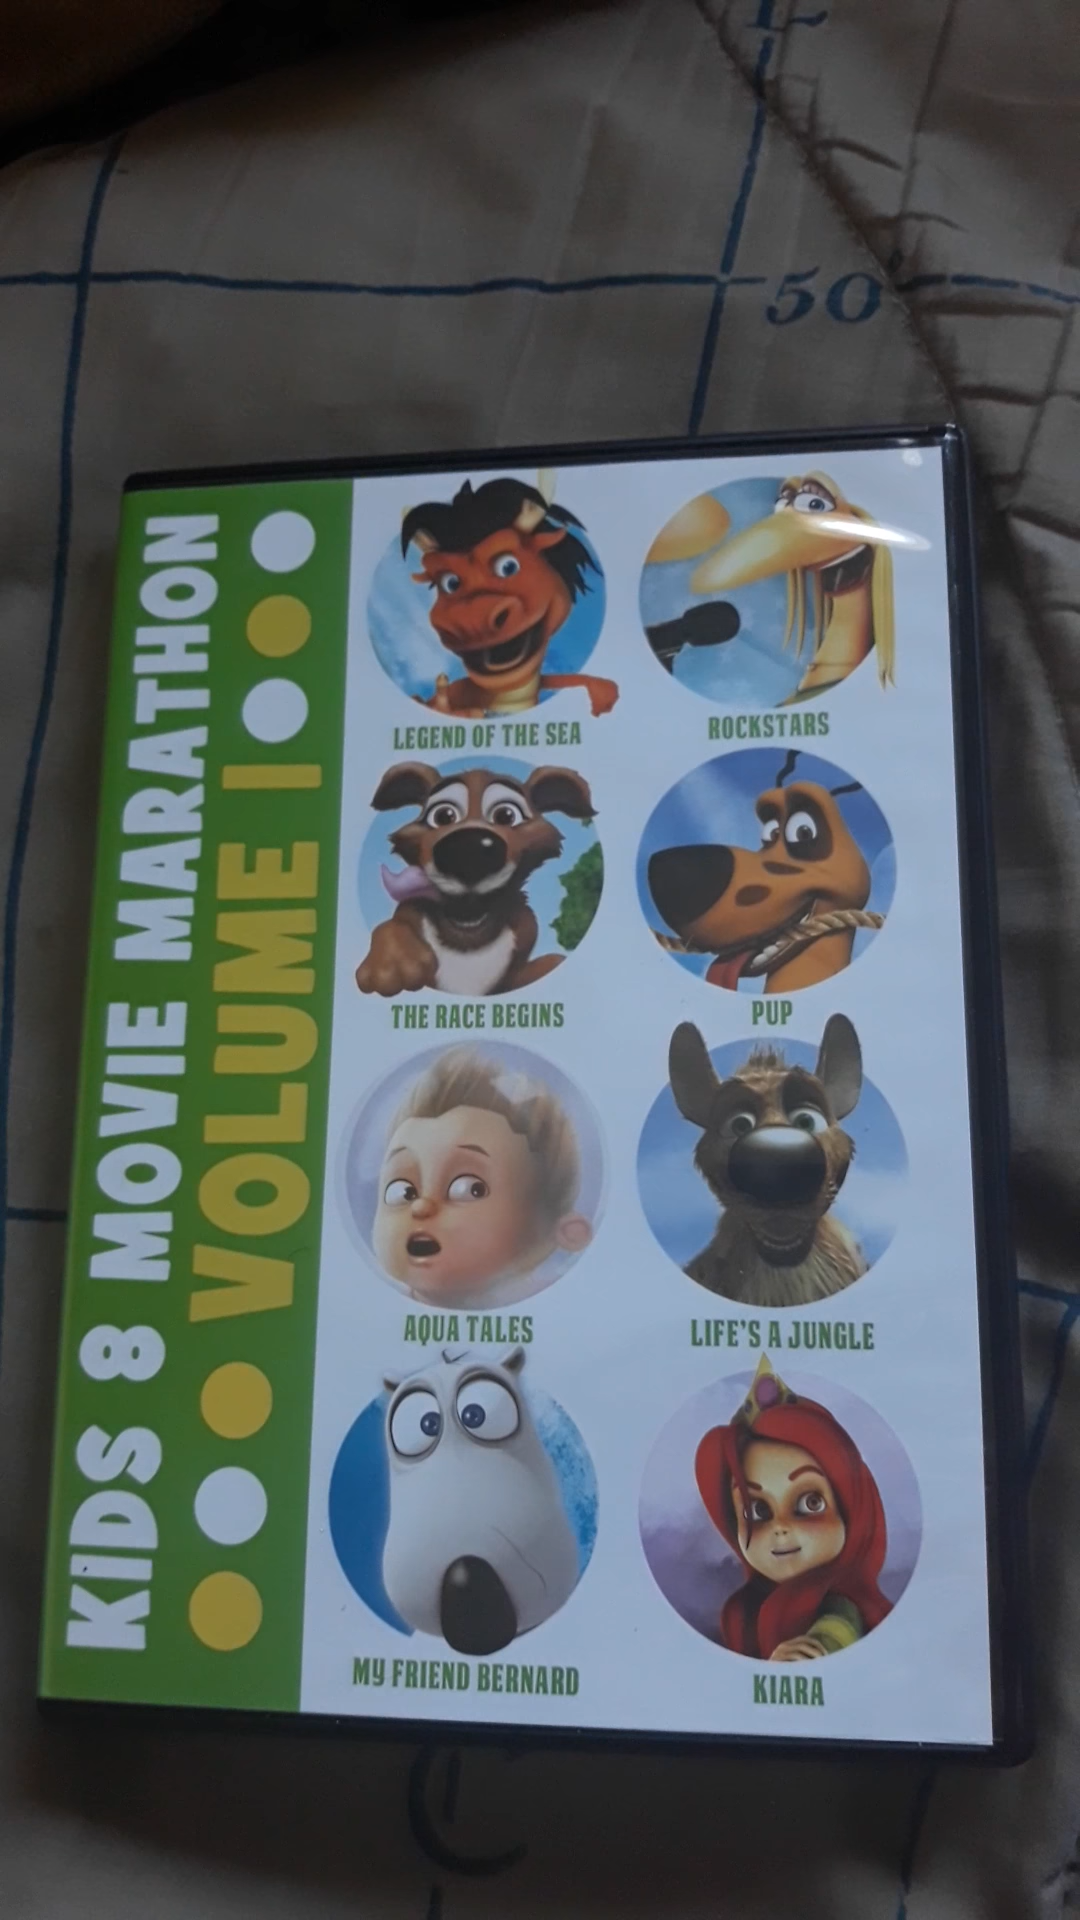 KIDS 8 MOVIE MARATHON
VOLUME 1
LEGEND OF THE SEA
ROCKSTARS
THE RACE BEGINS
PUP
AQUA TALES
LIFE'S A JUNGLE
MY FRIEND BERNARD
KIARA
50